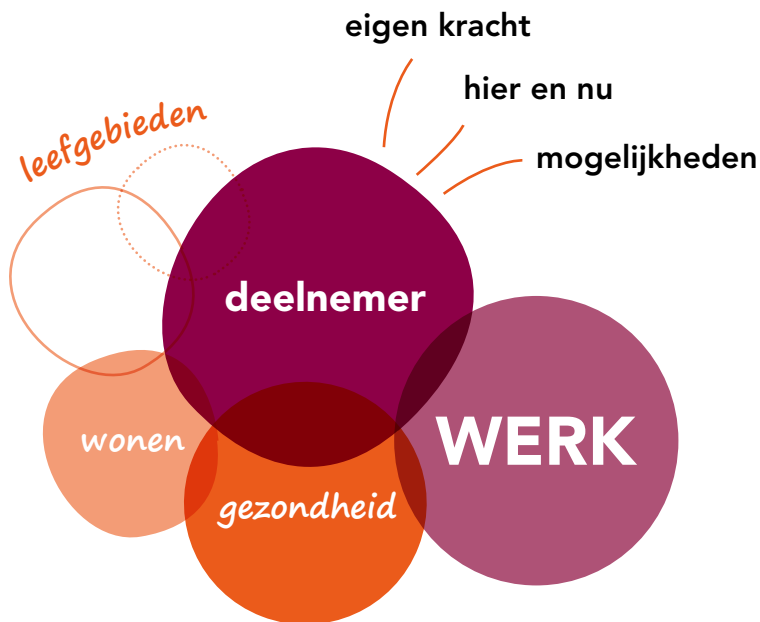 eigen kracht
hier en nu
leefgebieden
mogelijkheden
deelnemer
WERK
wonen
gezondheid